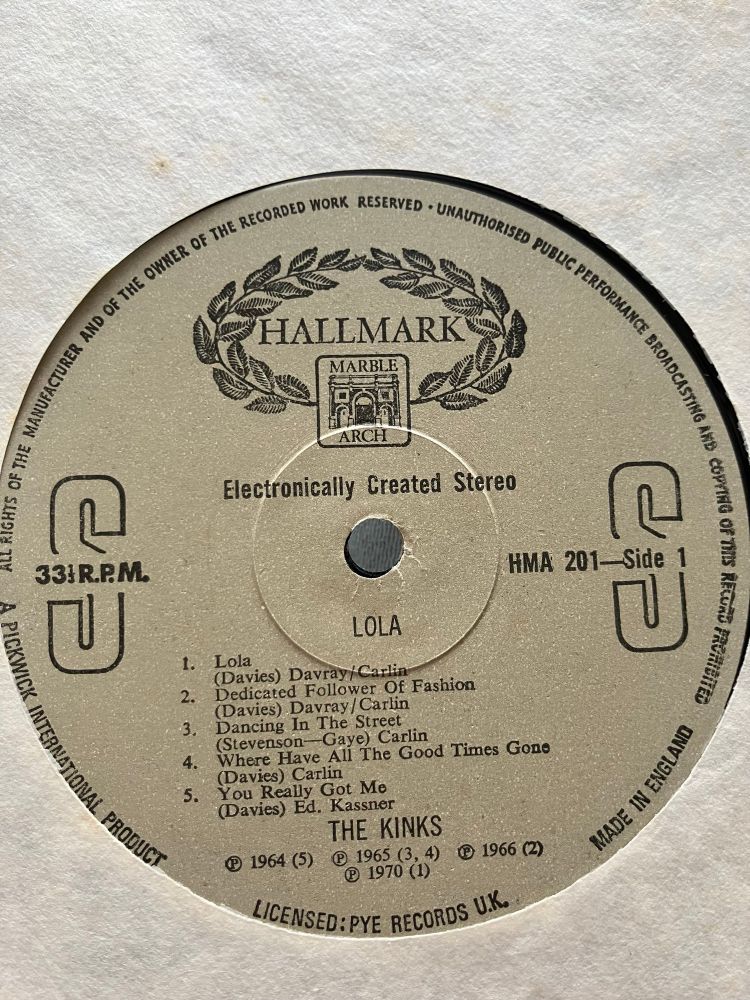 ALL RIGHTS OF THE MANUFACTURER AND OF THE OWNER OF THE RECORDED WORK RESERVED • UNAUTHORISED PUBLIC PERFORMANCE BROADCASTING AND COPYING OF THIS RECORD PROHIBITED
HALLMARK
MARBLE
ARCH
Electronically Created Stereo
33⅓ R.P.M.
HMA 201—Side 1
LOLA
1. Lola
(Davies) Davray/Carlin
2. Dedicated Follower Of Fashion
(Davies) Davray/Carlin
3. Dancing In The Street
(Stevenson—Gaye) Carlin
4. Where Have All The Good Times Gone
(Davies) Carlin
5. You Really Got Me
(Davies) Ed. Kassner
THE KINKS
℗ 1964 (5) ℗ 1965 (3, 4) ℗ 1966 (2)
℗ 1970 (1)
A PICKWICK INTERNATIONAL PRODUCT
LICENSED: PYE RECORDS U.K.
MADE IN ENGLAND